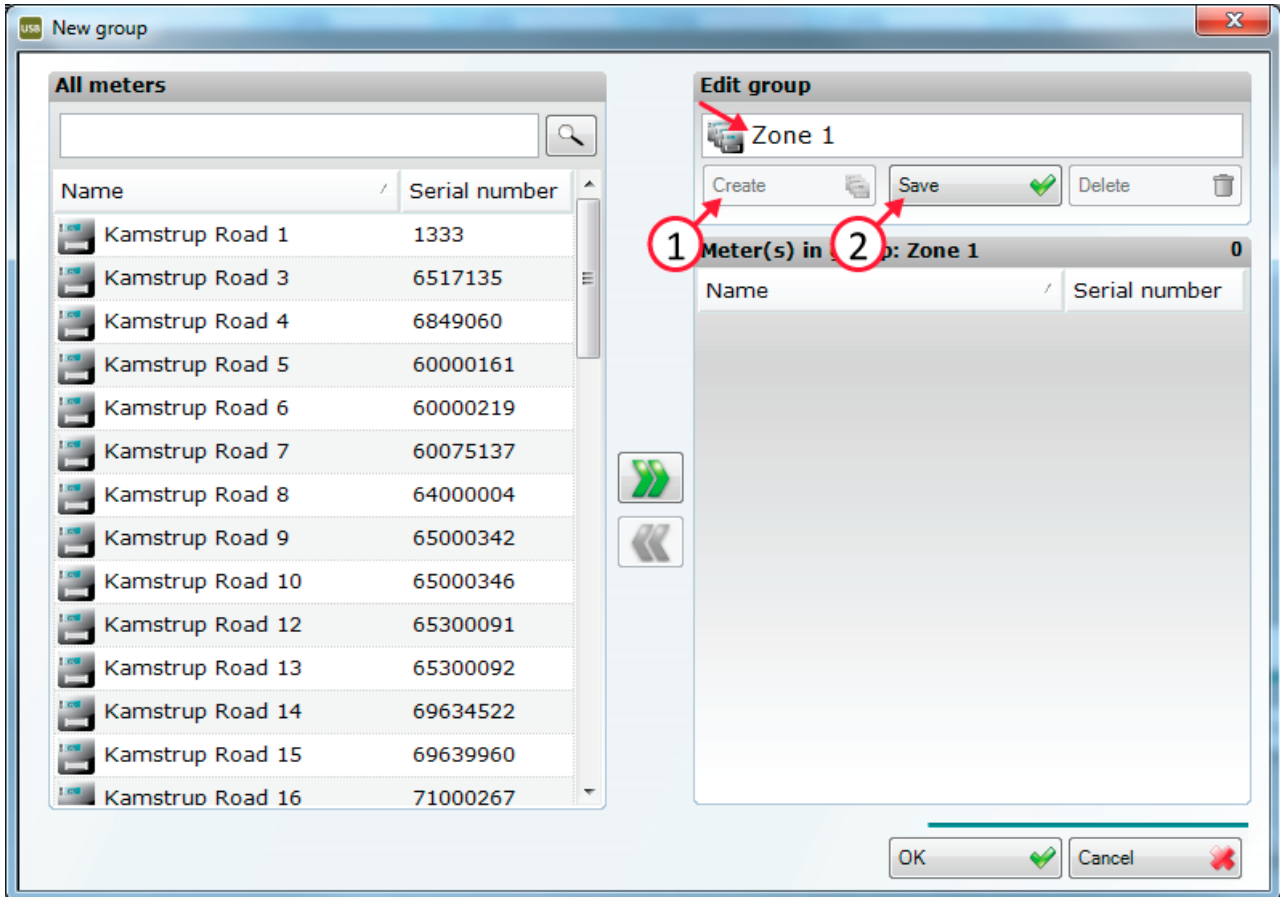 USB New group
All meters
Name Serial number
Kamstrup Road 1 1333
Kamstrup Road 3 6517135
Kamstrup Road 4 6849060
Kamstrup Road 5 60000161
Kamstrup Road 6 60000219
Kamstrup Road 7 60075137
Kamstrup Road 8 64000004
Kamstrup Road 9 65000342
Kamstrup Road 10 65000346
Kamstrup Road 12 65300091
Kamstrup Road 13 65300092
Kamstrup Road 14 69634522
Kamstrup Road 15 69639960
Kamstrup Road 16 71000267
Edit group
Zone 1
Create Save Delete
1 2
Meter(s) in p: Zone 1 0
Name Serial number
OK Cancel